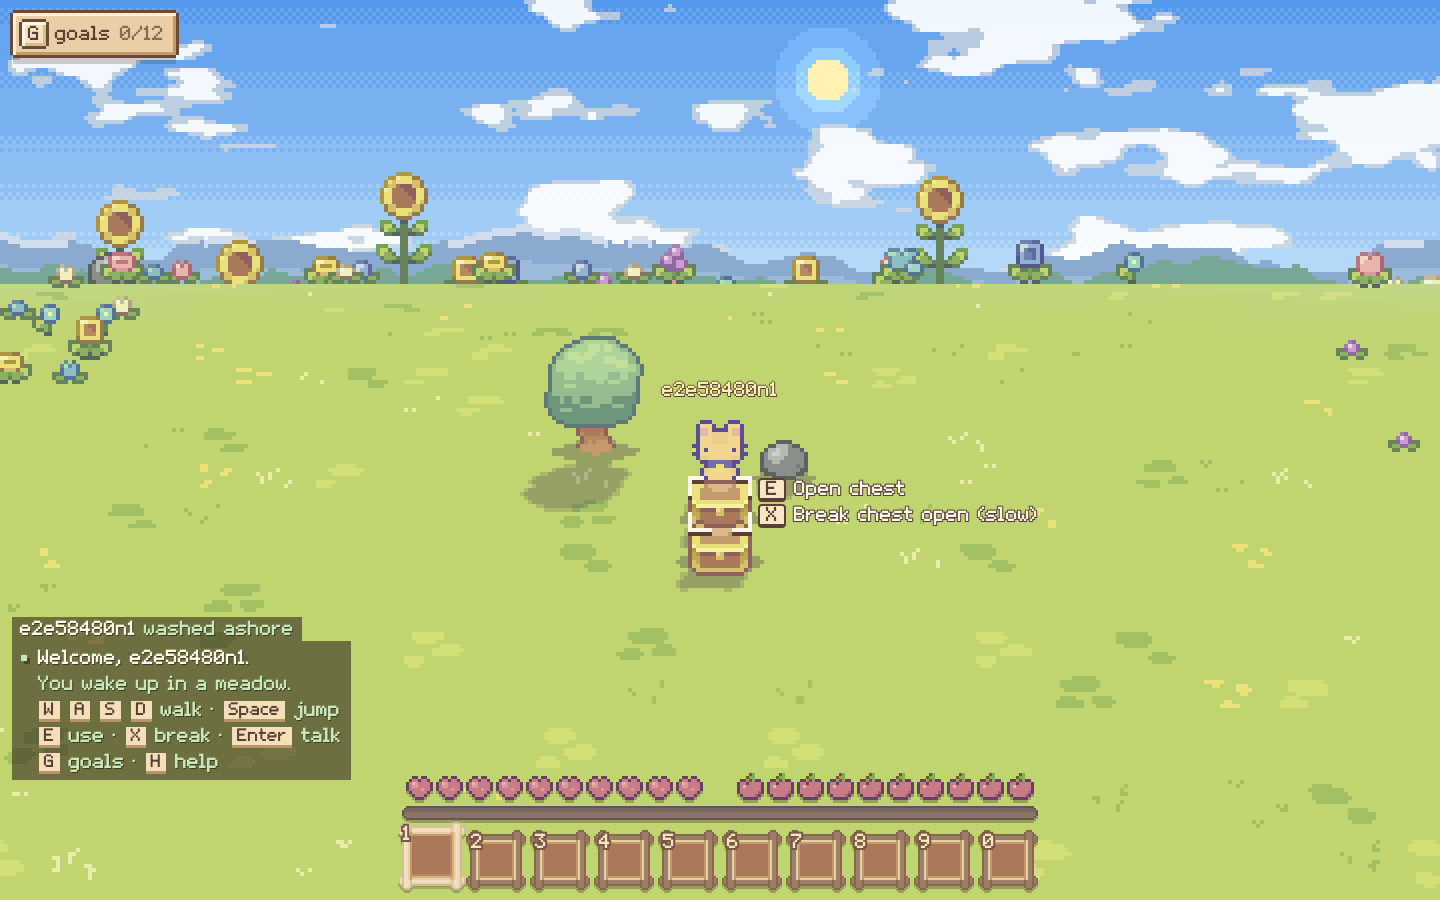 G goals 0/12
e2e58480n1
E Open chest
X Break chest open (slow)
e2e58480n1 washed ashore
Welcome, e2e58480n1.
You wake up in a meadow.
W A S D walk · Space jump
E use · X break · Enter talk
G goals · H help
1 2 3 4 5 6 7 8 9 0